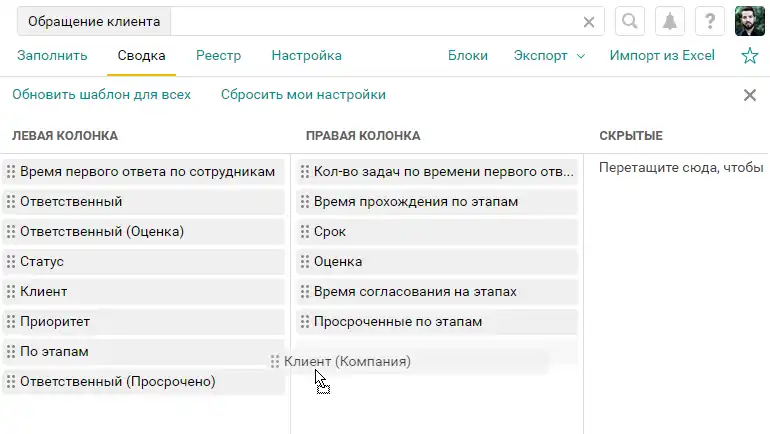 Обращение клиента
Заполнить Сводка Реестр Настройка Блоки Экспорт Импорт из Excel
Обновить шаблон для всех Сбросить мои настройки
ЛЕВАЯ КОЛОНКА ПРАВАЯ КОЛОНКА СКРЫТЫЕ
Время первого ответа по сотрудникам Кол-во задач по времени первого отв... Перетащите сюда, чтобы
Ответственный Время прохождения по этапам
Ответственный (Оценка) Срок
Статус Оценка
Клиент Время согласования на этапах
Приоритет Просроченные по этапам
По этапам Клиент (Компания)
Ответственный (Просрочено)